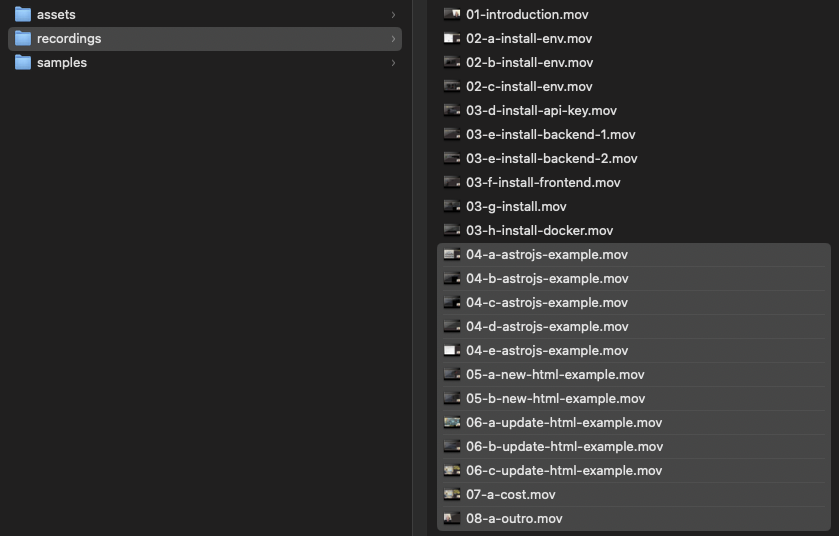 assets
recordings
samples
01-introduction.mov
02-a-install-env.mov
02-b-install-env.mov
02-c-install-env.mov
03-d-install-api-key.mov
03-e-install-backend-1.mov
03-e-install-backend-2.mov
03-f-install-frontend.mov
03-g-install.mov
03-h-install-docker.mov
04-a-astrojs-example.mov
04-b-astrojs-example.mov
04-c-astrojs-example.mov
04-d-astrojs-example.mov
04-e-astrojs-example.mov
05-a-new-html-example.mov
05-b-new-html-example.mov
06-a-update-html-example.mov
06-b-update-html-example.mov
06-c-update-html-example.mov
07-a-cost.mov
08-a-outro.mov